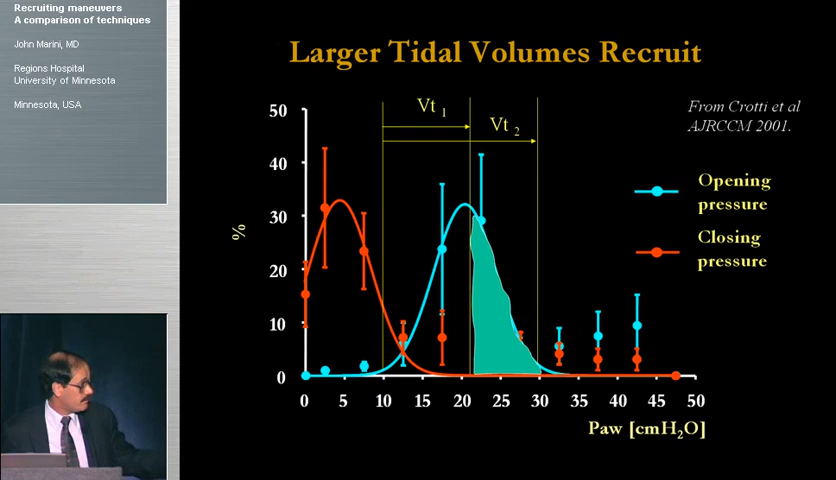 Recruiting maneuvers
A comparison of techniques
John Marini, MD
Regions Hospital
University of Minnesota
Minnesota, USA
Larger Tidal Volumes Recruit
From Crotti et al
AJRCCM 2001.
Vt 1
Vt 2
Opening
pressure
Closing
pressure
%
50
40
30
20
10
0
0 5 10 15 20 25 30 35 40 45 50
Paw [cmH2O]